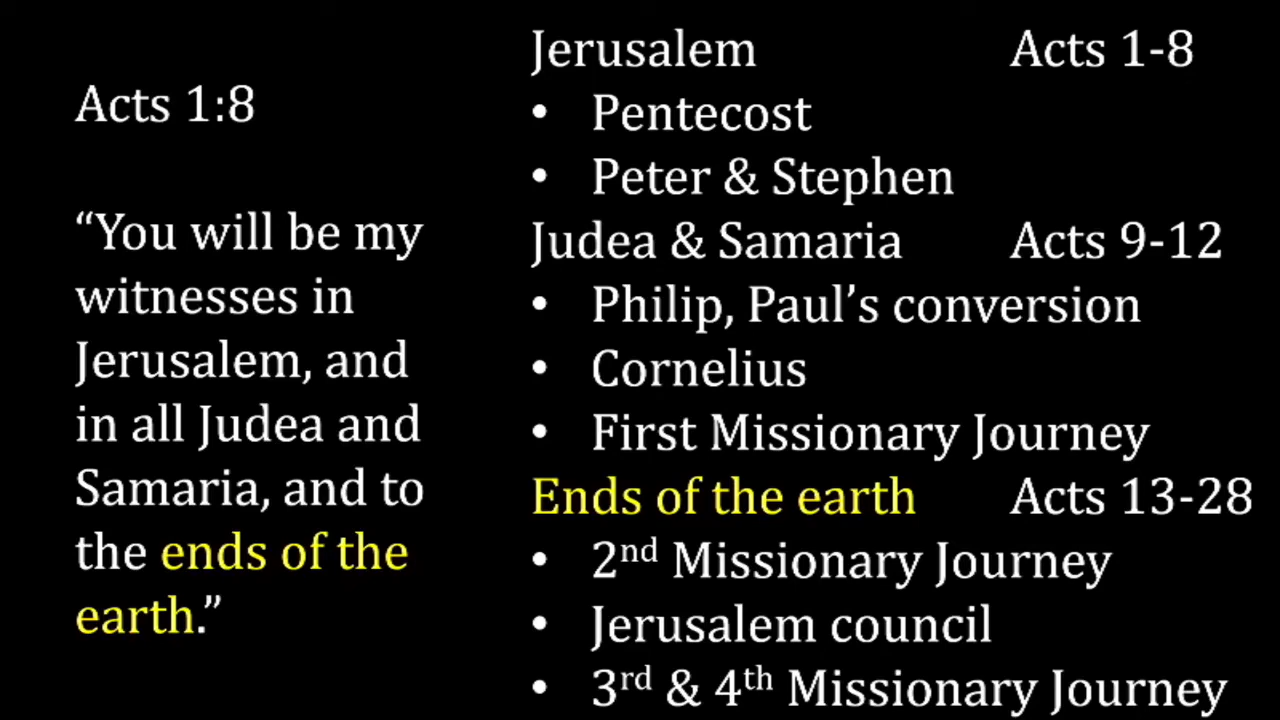 Acts 1:8
“You will be my
witnesses in
Jerusalem, and
in all Judea and
Samaria, and to
the ends of the
earth.”
Jerusalem Acts 1-8
• Pentecost
• Peter & Stephen
Judea & Samaria Acts 9-12
• Philip, Paul’s conversion
• Cornelius
• First Missionary Journey
Ends of the earth Acts 13-28
• 2nd Missionary Journey
• Jerusalem council
• 3rd & 4th Missionary Journey